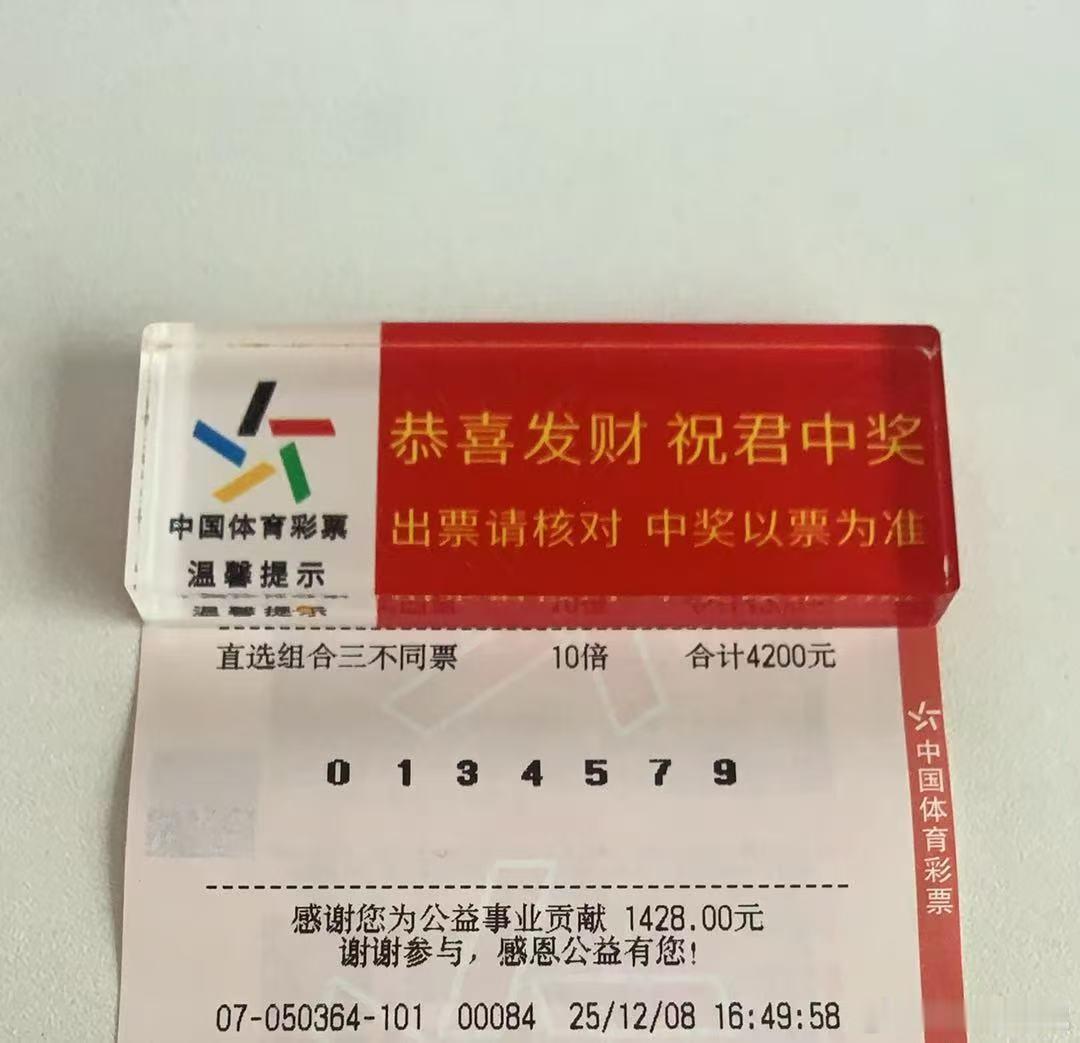 恭喜发财 祝君中奖
出票请核对 中奖以票为准
中国体育彩票
温馨提示
直选组合三不同票 10倍 合计4200元
0 1 3 4 5 7 9
感谢您为公益事业贡献 1428.00元
谢谢参与，感恩公益有您!
07-050364-101 00084 25/12/08 16:49:58
中国体育彩票